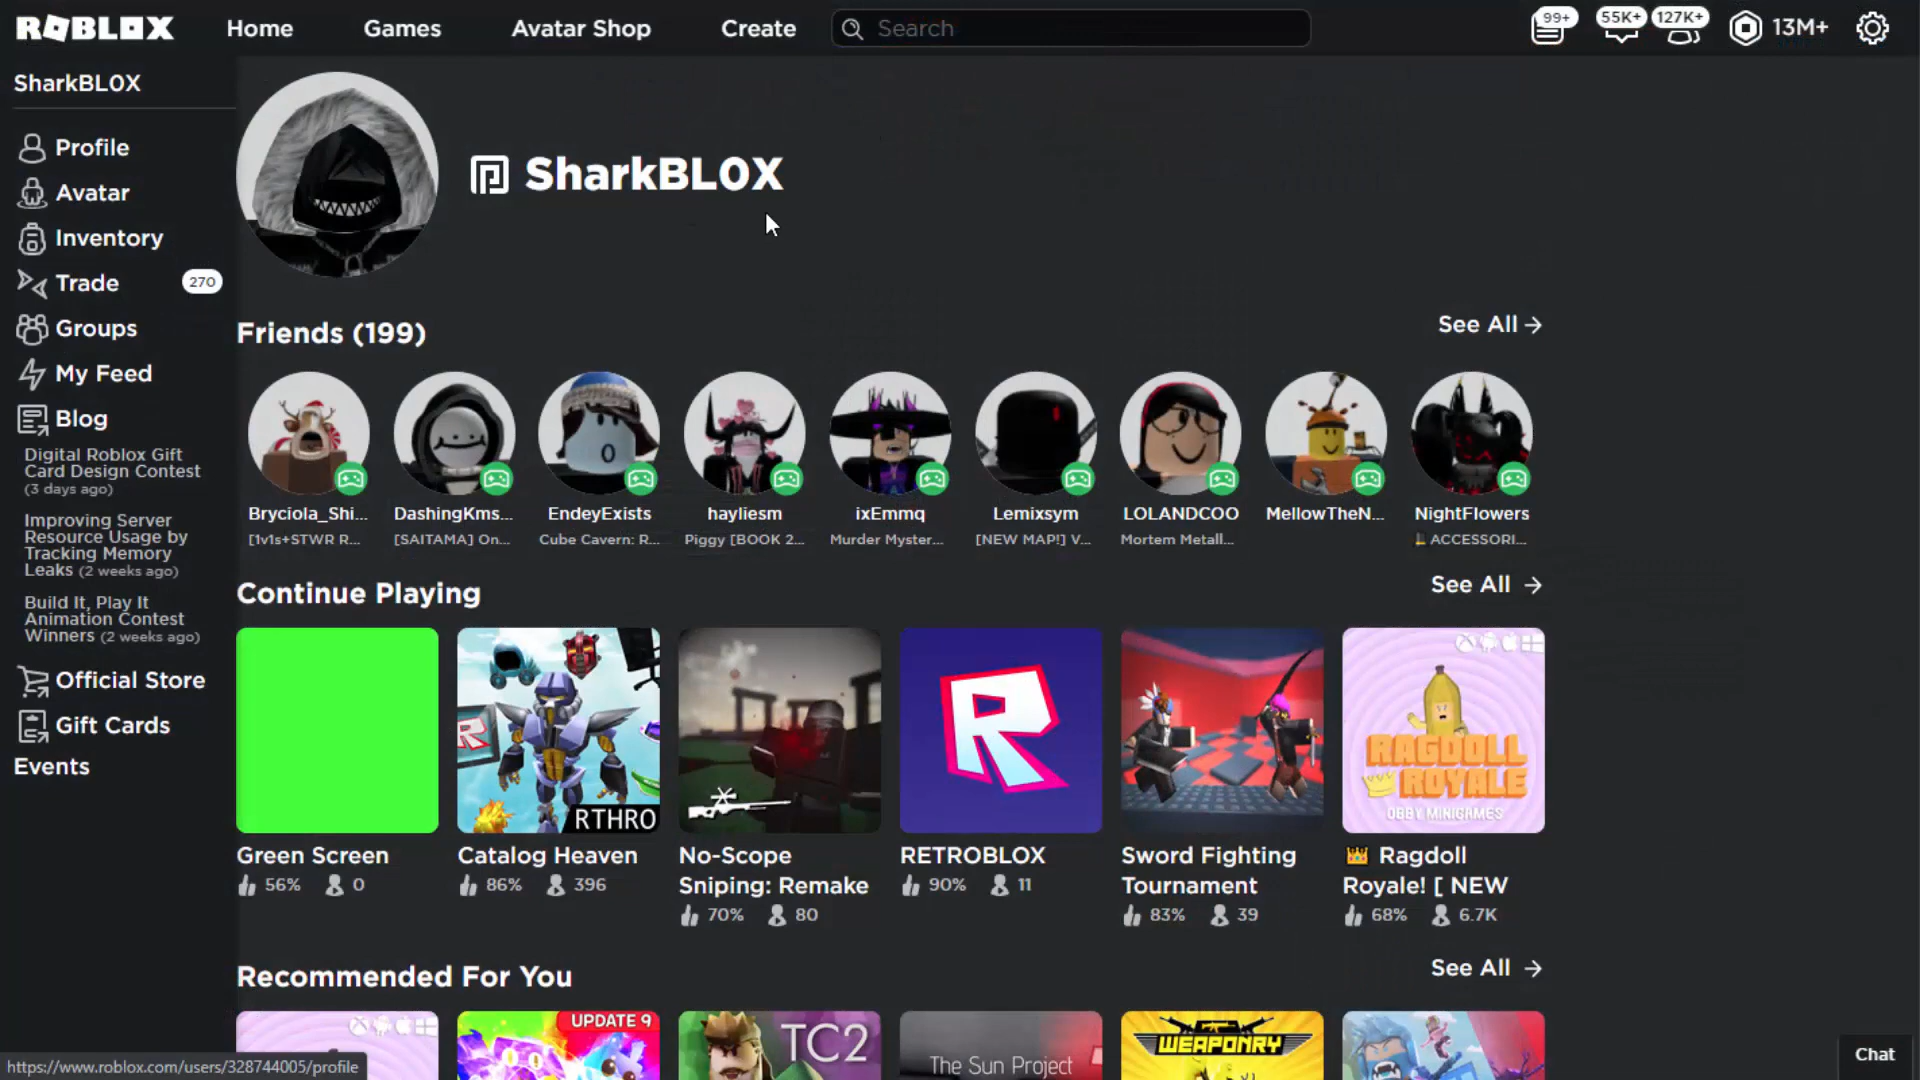 ROBLOX
Home
Games
Avatar Shop
Create
Search
99+
55K+
127K+
13M+
SharkBL0X
Profile
Avatar
Inventory
Trade
270
Groups
My Feed
Blog
Digital Roblox Gift
Card Design Contest
(3 days ago)
Improving Server
Resource Usage by
Tracking Memory
Leaks (2 weeks ago)
Build It, Play It
Animation Contest
Winners (2 weeks ago)
Official Store
Gift Cards
Events
SharkBL0X
Friends (199)
See All →
Bryciola_Shi...
[1v1s+STWR R...
DashingKms...
[SAITAMA] On...
EndeyExists
Cube Cavern: R...
hayliesm
Piggy [BOOK 2...
ixEmmq
Murder Myster...
Lemixsym
[NEW MAP!] V...
LOLANDCOO
Mortem Metall...
MellowTheN...
NightFlowers
ACCESSORI...
Continue Playing
See All →
R
RTHRO
R
RAGDOLL
ROYALE!
OBBY MINIGAMES
Green Screen
56%
0
Catalog Heaven
86%
396
No-Scope
Sniping: Remake
70%
80
RETROBLOX
90%
11
Sword Fighting
Tournament
83%
39
👑 Ragdoll
Royale! [ NEW
68%
6.7K
Recommended For You
See All →
UPDATE 9
TC2
The Sun Project
WEAPONRY
https://www.roblox.com/users/328744005/profile
Chat